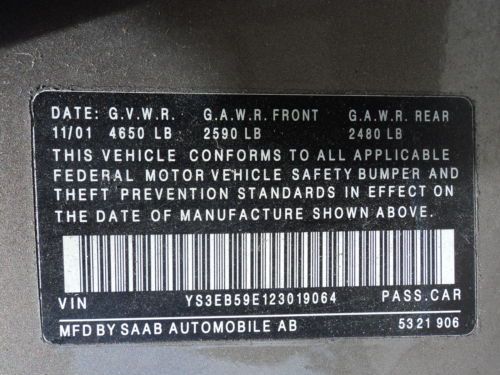 DATE: G.V.W.R. G.A.W.R. FRONT G.A.W.R. REAR
11/01 4650 LB 2590 LB 2480 LB
THIS VEHICLE CONFORMS TO ALL APPLICABLE
FEDERAL MOTOR VEHICLE SAFETY BUMPER AND
THEFT PREVENTION STANDARDS IN EFFECT ON
THE DATE OF MANUFACTURE SHOWN ABOVE.
VIN YS3EB59E123019064 PASS.CAR
MFD BY SAAB AUTOMOBILE AB 5321 906